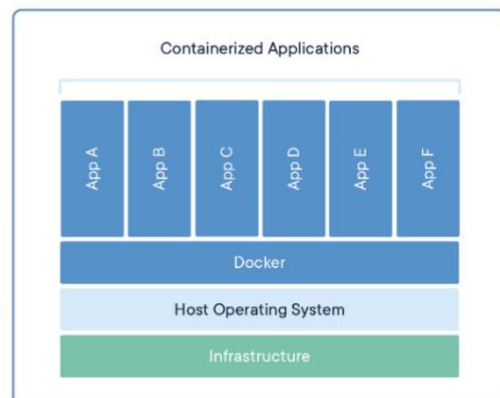 Containerized Applications
App A
App B
App C
App D
App E
App F
Docker
Host Operating System
Infrastructure